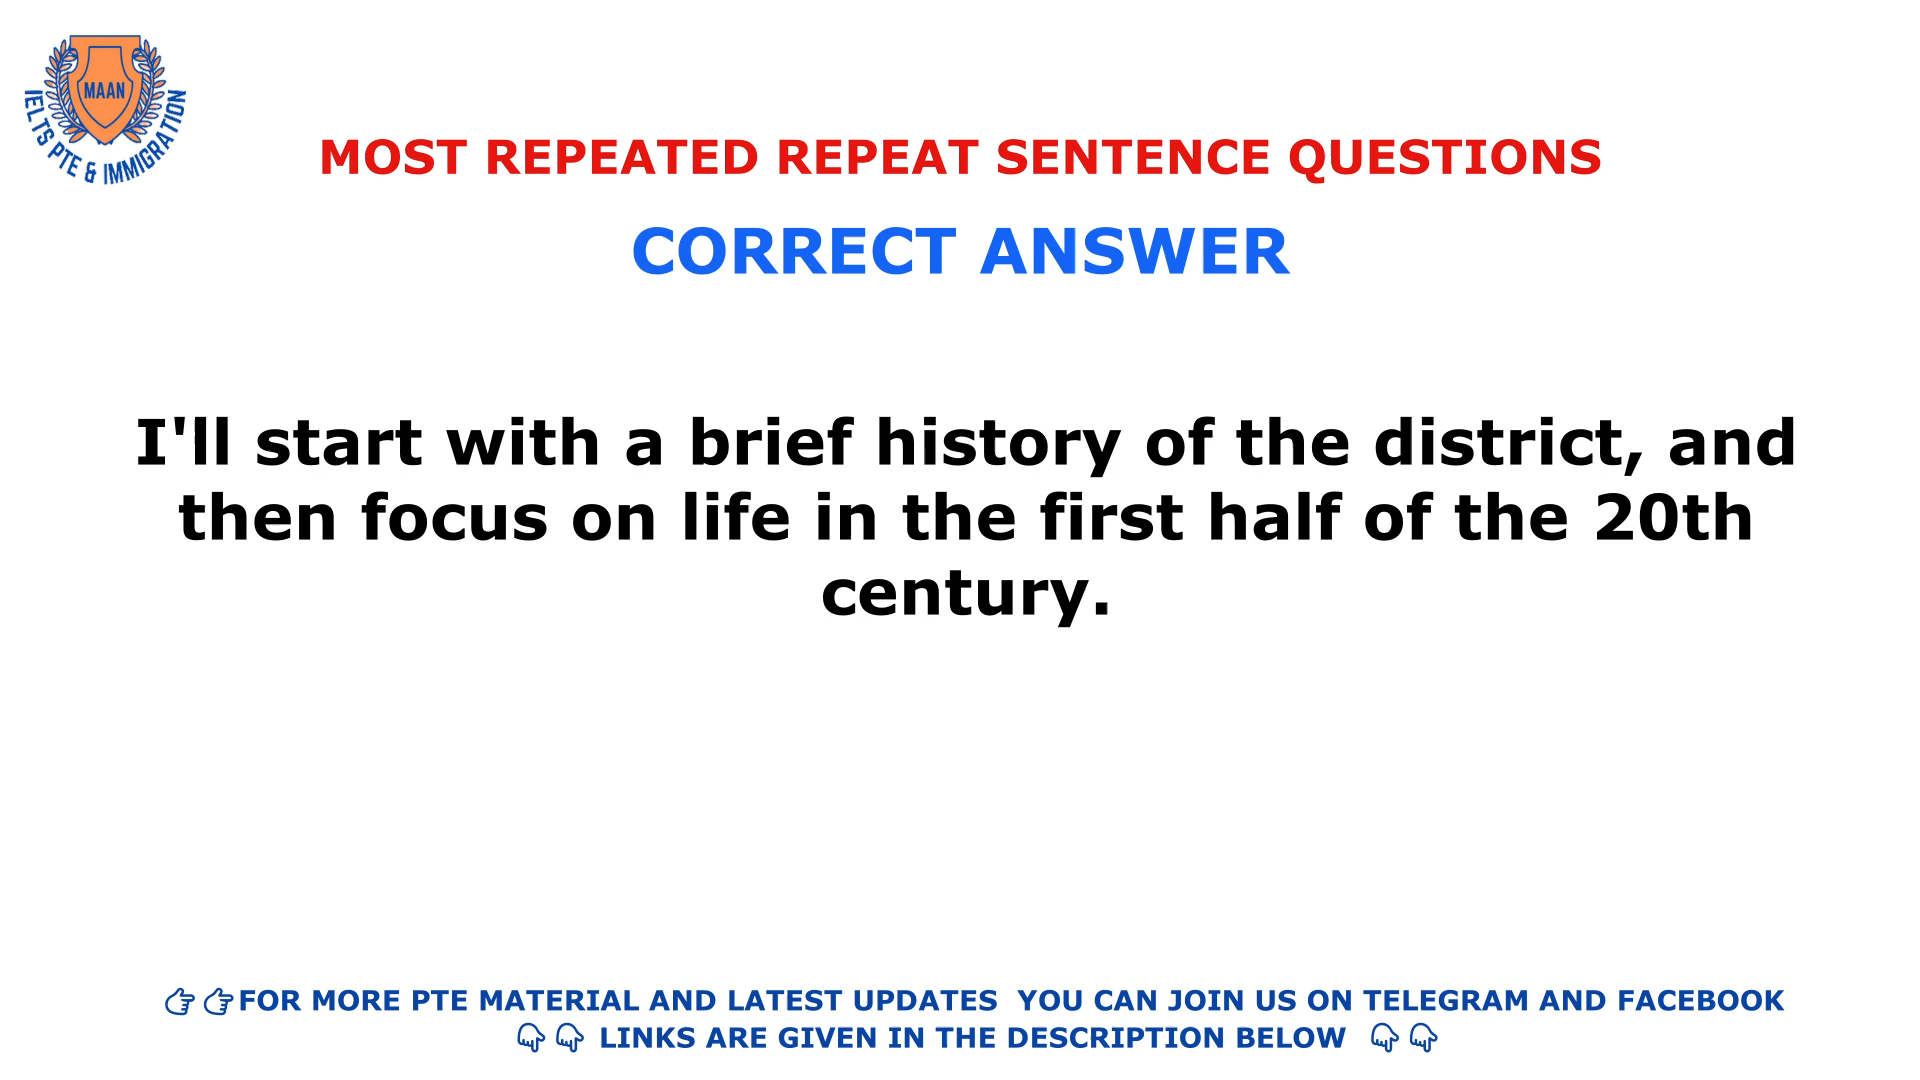 MAAN
IELTS PTE & IMMIGRATION
MOST REPEATED REPEAT SENTENCE QUESTIONS
CORRECT ANSWER
I'll start with a brief history of the district, and
then focus on life in the first half of the 20th
century.
FOR MORE PTE MATERIAL AND LATEST UPDATES YOU CAN JOIN US ON TELEGRAM AND FACEBOOK
LINKS ARE GIVEN IN THE DESCRIPTION BELOW